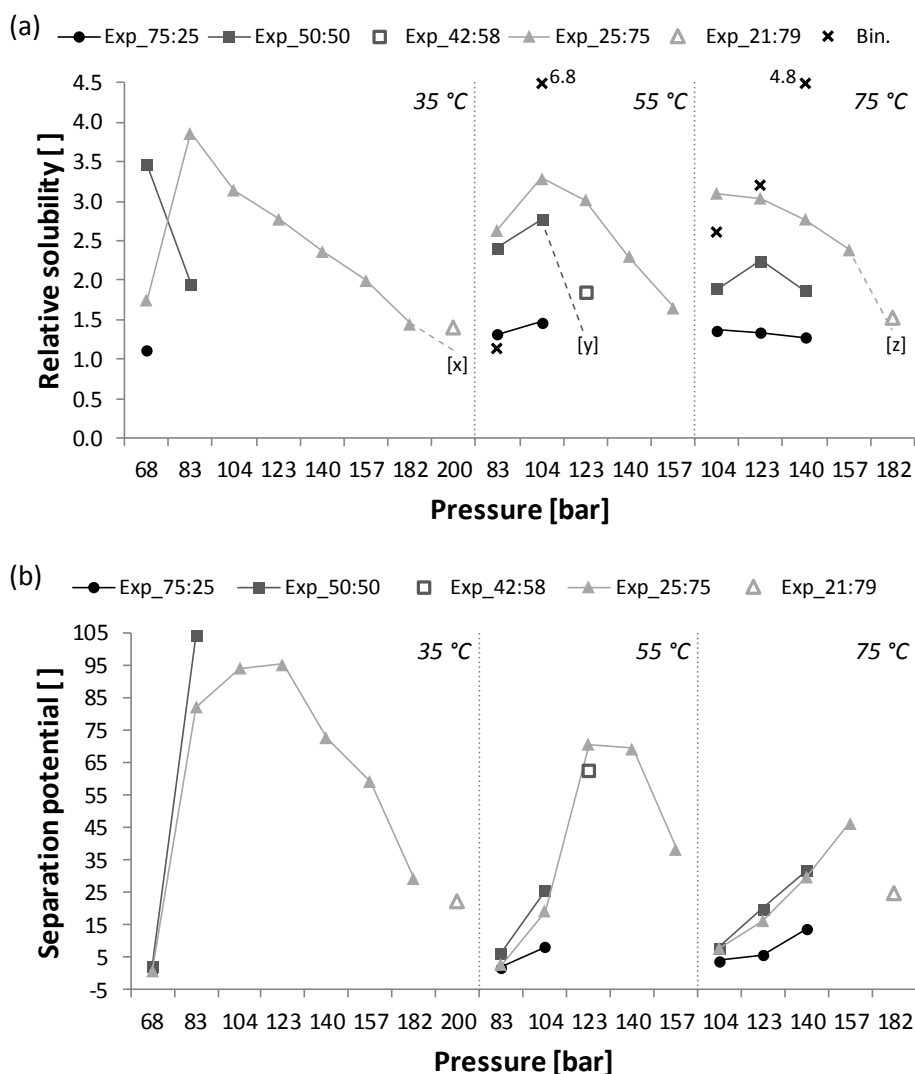 (a)
Exp_75:25 Exp_50:50 Exp_42:58 Exp_25:75 Exp_21:79 Bin.
4.5 6.8 4.8
35 °C 55 °C 75 °C
4.0
3.5
3.0
2.5
2.0
1.5
1.0 [x] [y] [z]
0.5
0.0
Relative solubility [ ]
68 83 104 123 140 157 182 200 83 104 123 140 157 104 123 140 157 182
Pressure [bar]
(b)
Exp_75:25 Exp_50:50 Exp_42:58 Exp_25:75 Exp_21:79
105
35 °C 55 °C 75 °C
95
85
75
65
55
45
35
25
15
5
-5
Separation potential [ ]
68 83 104 123 140 157 182 200 83 104 123 140 157 104 123 140 157 182
Pressure [bar]